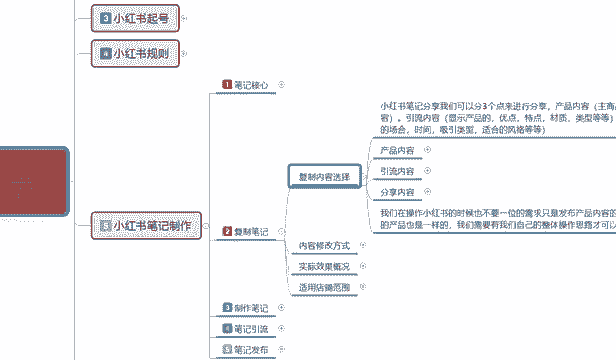 3 小红书起号
4 小红书规则
5 小红书笔记制作
1 笔记核心
2 复制笔记
复制内容选择
小红书笔记分享我们可以分3个点来进行分享，产品内容（主商品
容）。引流内容（显示产品的，优点，特点，材质，类型等等）
的场合，时间，吸引类型，适合的风格等等）
产品内容
引流内容
分享内容
我们在操作小红书的时候也不要一位的需求只是发布产品内容的
的产品也是一样的，我们需要有我们自己的整体操作思路才可以
内容修改方式
实际效果概况
适用店铺范围
3 制作笔记
4 笔记引流
5 笔记发布